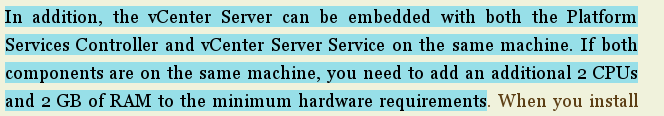 In addition, the vCenter Server can be embedded with both the Platform
Services Controller and vCenter Server Service on the same machine. If both
components are on the same machine, you need to add an additional 2 CPUs
and 2 GB of RAM to the minimum hardware requirements. When you install